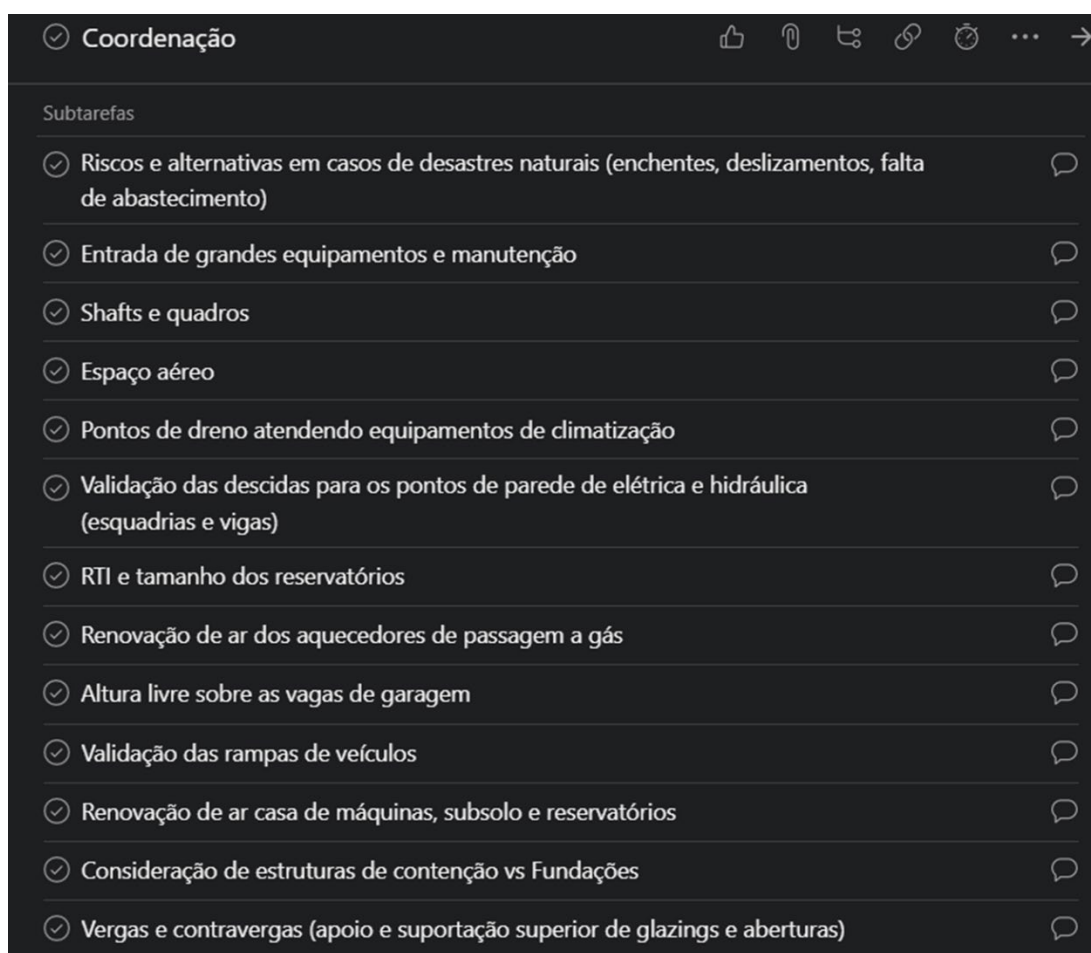 Coordenação
Subtarefas
Riscos e alternativas em casos de desastres naturais (enchentes, deslizamentos, falta
de abastecimento)
Entrada de grandes equipamentos e manutenção
Shafts e quadros
Espaço aéreo
Pontos de dreno atendendo equipamentos de climatização
Validação das descidas para os pontos de parede de elétrica e hidráulica
(esquadrias e vigas)
RTI e tamanho dos reservatórios
Renovação de ar dos aquecedores de passagem a gás
Altura livre sobre as vagas de garagem
Validação das rampas de veículos
Renovação de ar casa de máquinas, subsolo e reservatórios
Consideração de estruturas de contenção vs Fundações
Vergas e contravergas (apoio e suportação superior de glazings e aberturas)